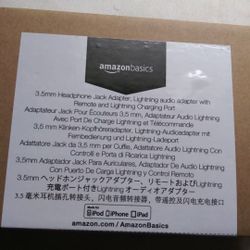 amazonbasics
3.5mm Headphone Jack Adapter, Lightning audio adapter with
Remote and Lightning Charging Port
Adaptateur Jack Pour Écouteurs 3,5 mm, Adaptateur Audio Lightning
Avec Port De Charge Lightning et Télécommande
3,5 mm Klinken-Kopfhöreradapter, Lightning-Audioadapter mit
Fernbedienung und Lightning-Ladeport
Adattatore Jack da 3,5 mm per Cuffie, Adattatore Audio Lightning Con
Controlli e Porta di Ricarica Lightning
3,5mm Adaptador Jack Para Auriculares, Adaptador De Audio Lightning
Con Puerto De Carga Lightning y Control Remoto
3.5mm ヘッドホンジャックアダプター、リモートおよびLightning
充電ポート付きLightning オーディオアダプター
3.5 毫米耳机插孔转接头，闪电音频转接器，带遥控及闪电充电接口
Made for
iPod iPhone iPad
amazon.com/AmazonBasics